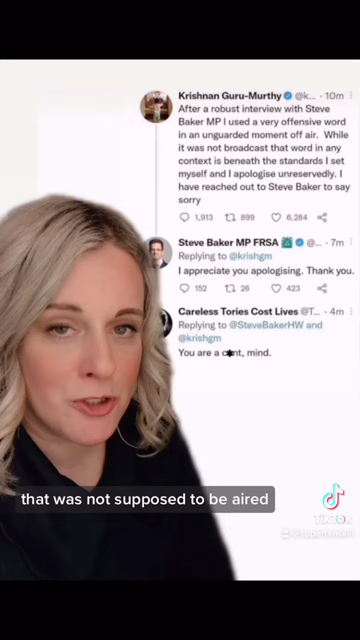 Krishnan Guru-Murthy @k... · 10m
After a robust interview with Steve
Baker MP I used a very offensive word
in an unguarded moment off air. While
it was not broadcast that word in any
context is beneath the standards I set
myself and I apologise unreservedly. I
have reached out to Steve Baker to say
sorry
1,913 899 6,284
Steve Baker MP FRSA @... · 7m
Replying to @krishgm
I appreciate you apologising. Thank you.
152 26 423
Careless Tories Cost Lives @T... · 4m
Replying to @SteveBakerHW and
@krishgm
You are a c*nt, mind.
that was not supposed to be aired
TikTok